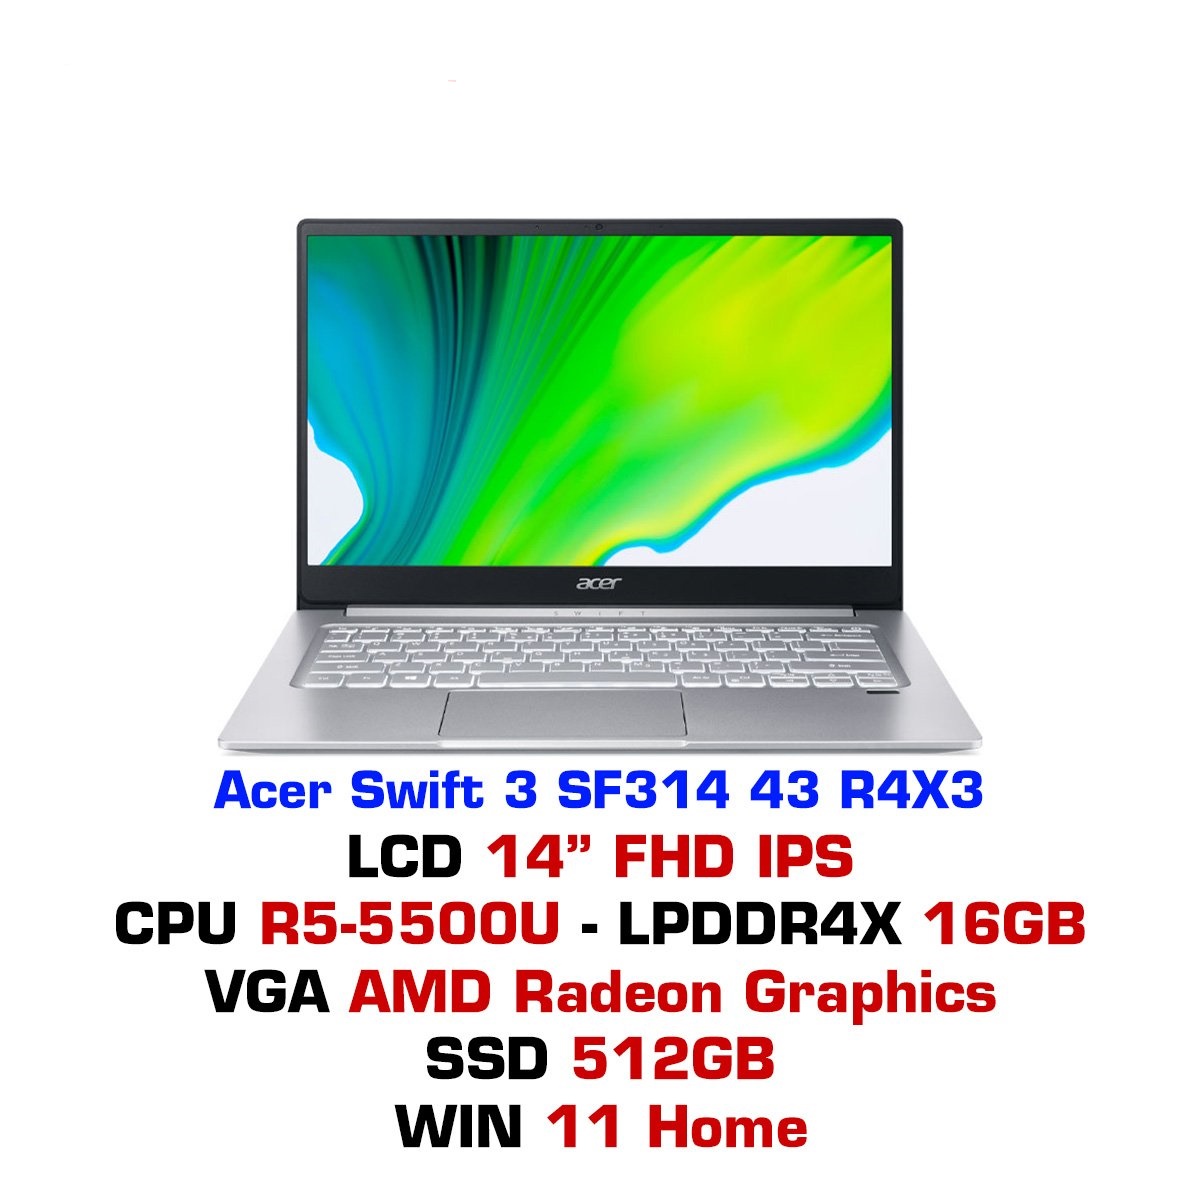 acer
SWIFT
Acer Swift 3 SF314 43 R4X3
LCD 14” FHD IPS
CPU R5-5500U - LPDDR4X 16GB
VGA AMD Radeon Graphics
SSD 512GB
WIN 11 Home